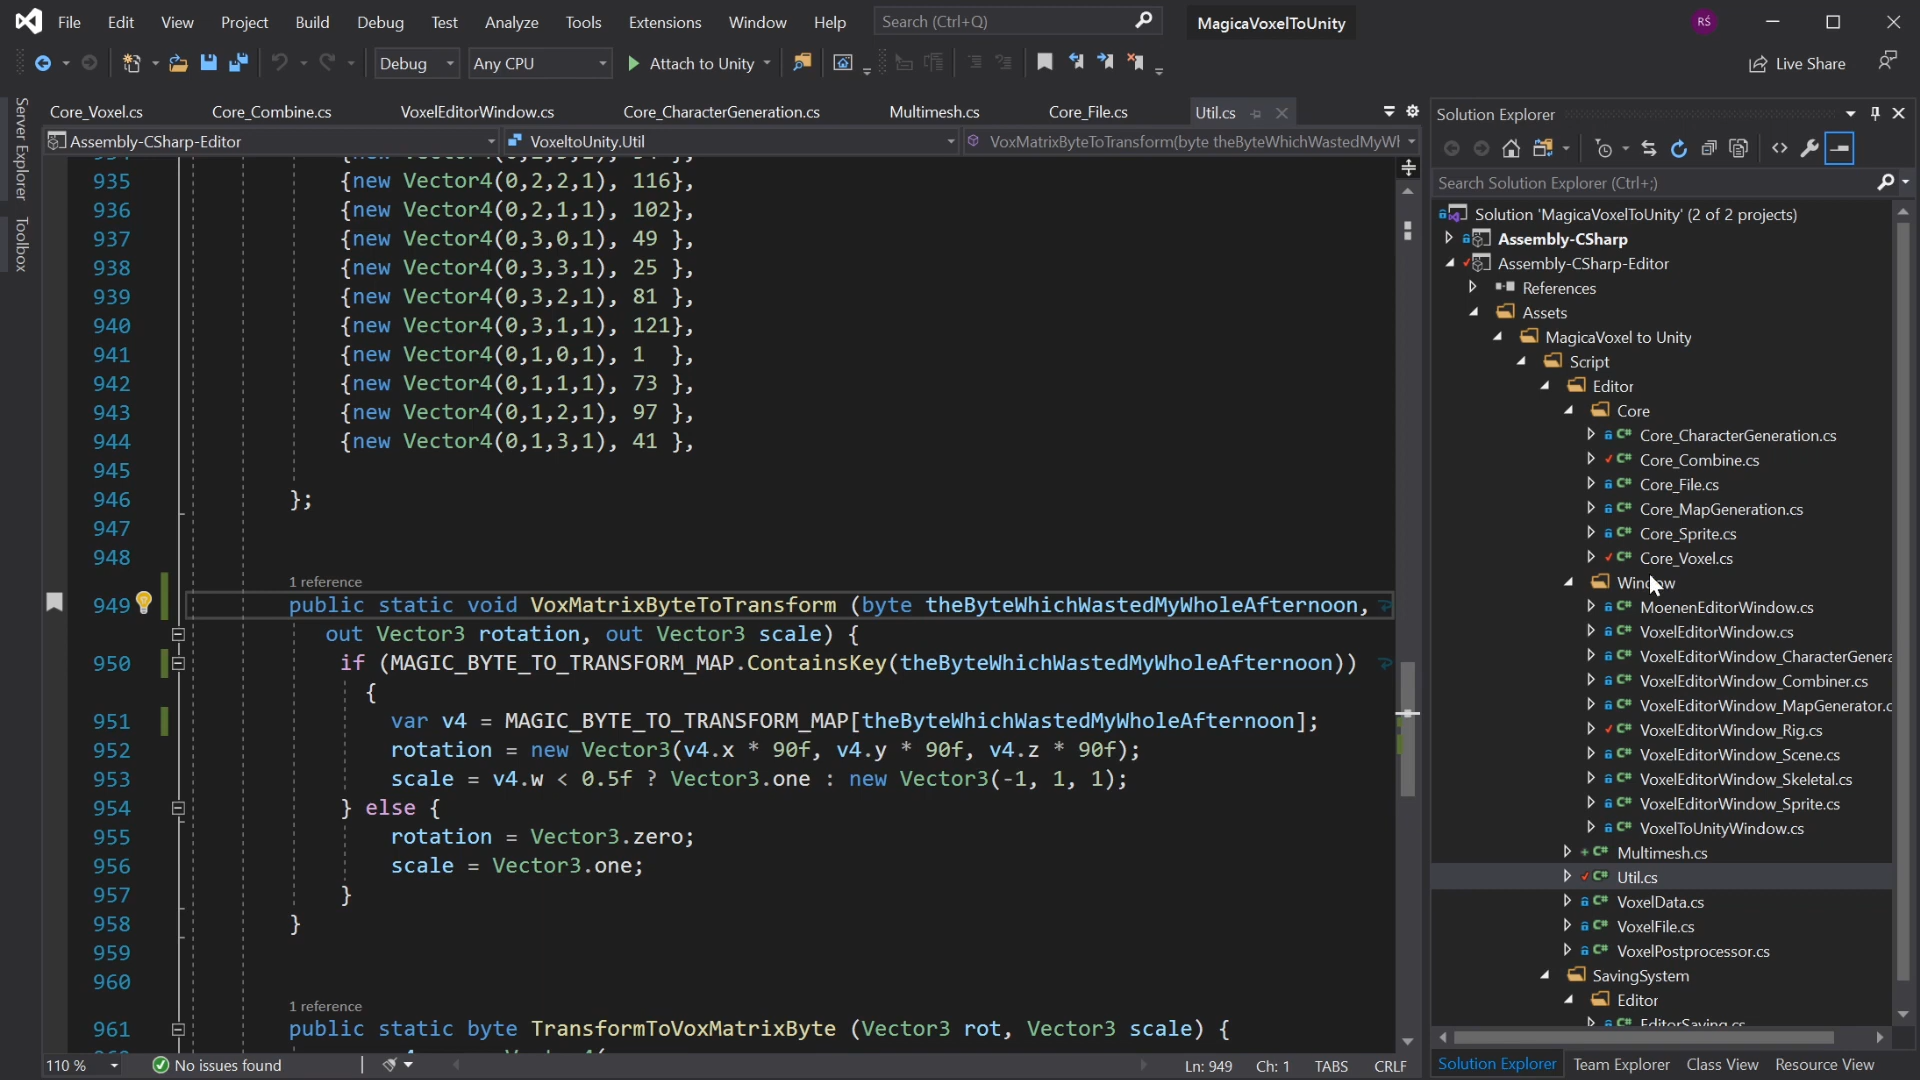 File Edit View Project Build Debug Test Analyze Tools Extensions Window Help Search (Ctrl+Q) MagicaVoxelToUnity RŚ
Debug Any CPU Attach to Unity Live Share
Server Explorer
Toolbox
Core_Voxel.cs Core_Combine.cs VoxelEditorWindow.cs Core_CharacterGeneration.cs Multimesh.cs Core_File.cs Util.cs
Assembly-CSharp-Editor VoxeltoUnity.Util VoxMatrixByteToTransform(byte theByteWhichWastedMyWl
935 {new Vector4(0,2,2,1), 116},
936 {new Vector4(0,2,1,1), 102},
937 {new Vector4(0,3,0,1), 49 },
938 {new Vector4(0,3,3,1), 25 },
939 {new Vector4(0,3,2,1), 81 },
940 {new Vector4(0,3,1,1), 121},
941 {new Vector4(0,1,0,1), 1 },
942 {new Vector4(0,1,1,1), 73 },
943 {new Vector4(0,1,2,1), 97 },
944 {new Vector4(0,1,3,1), 41 },
945
946 };
947
948
1 reference
949 public static void VoxMatrixByteToTransform (byte theByteWhichWastedMyWholeAfternoon,
out Vector3 rotation, out Vector3 scale) {
950 if (MAGIC_BYTE_TO_TRANSFORM_MAP.ContainsKey(theByteWhichWastedMyWholeAfternoon))
{
951 var v4 = MAGIC_BYTE_TO_TRANSFORM_MAP[theByteWhichWastedMyWholeAfternoon];
952 rotation = new Vector3(v4.x * 90f, v4.y * 90f, v4.z * 90f);
953 scale = v4.w < 0.5f ? Vector3.one : new Vector3(-1, 1, 1);
954 } else {
955 rotation = Vector3.zero;
956 scale = Vector3.one;
957 }
958 }
959
960
1 reference
961 public static byte TransformToVoxMatrixByte (Vector3 rot, Vector3 scale) {
110 % No issues found Ln: 949 Ch: 1 TABS CRLF
Solution Explorer
Search Solution Explorer (Ctrl+;)
Solution 'MagicaVoxelToUnity' (2 of 2 projects)
Assembly-CSharp
Assembly-CSharp-Editor
References
Assets
MagicaVoxel to Unity
Script
Editor
Core
C# Core_CharacterGeneration.cs
C# Core_Combine.cs
C# Core_File.cs
C# Core_MapGeneration.cs
C# Core_Sprite.cs
C# Core_Voxel.cs
Window
C# MoenenEditorWindow.cs
C# VoxelEditorWindow.cs
C# VoxelEditorWindow_CharacterGenera
C# VoxelEditorWindow_Combiner.cs
C# VoxelEditorWindow_MapGenerator.c
C# VoxelEditorWindow_Rig.cs
C# VoxelEditorWindow_Scene.cs
C# VoxelEditorWindow_Skeletal.cs
C# VoxelEditorWindow_Sprite.cs
C# VoxelToUnityWindow.cs
C# Multimesh.cs
C# Util.cs
C# VoxelData.cs
C# VoxelFile.cs
C# VoxelPostprocessor.cs
SavingSystem
Editor
C# EditorSaving.cs
Solution Explorer Team Explorer Class View Resource View